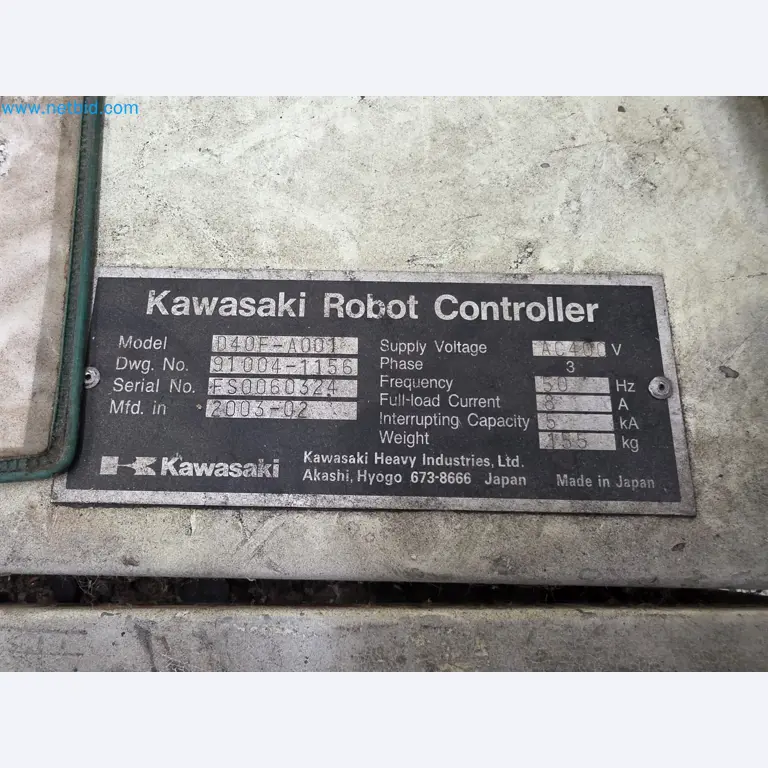 www.netbid.com
Kawasaki Robot Controller
Model D40F-A001
Dwg. No. 91004-1156
Serial No. FS0060324
Mfd. in 2003-02
Supply Voltage AC400 V
Phase 3
Frequency 50 Hz
Full-load Current 8 A
Interrupting Capacity 5 kA
Weight 155 kg
Kawasaki
Kawasaki Heavy Industries, Ltd.
Akashi, Hyogo 673-8666 Japan
Made in Japan